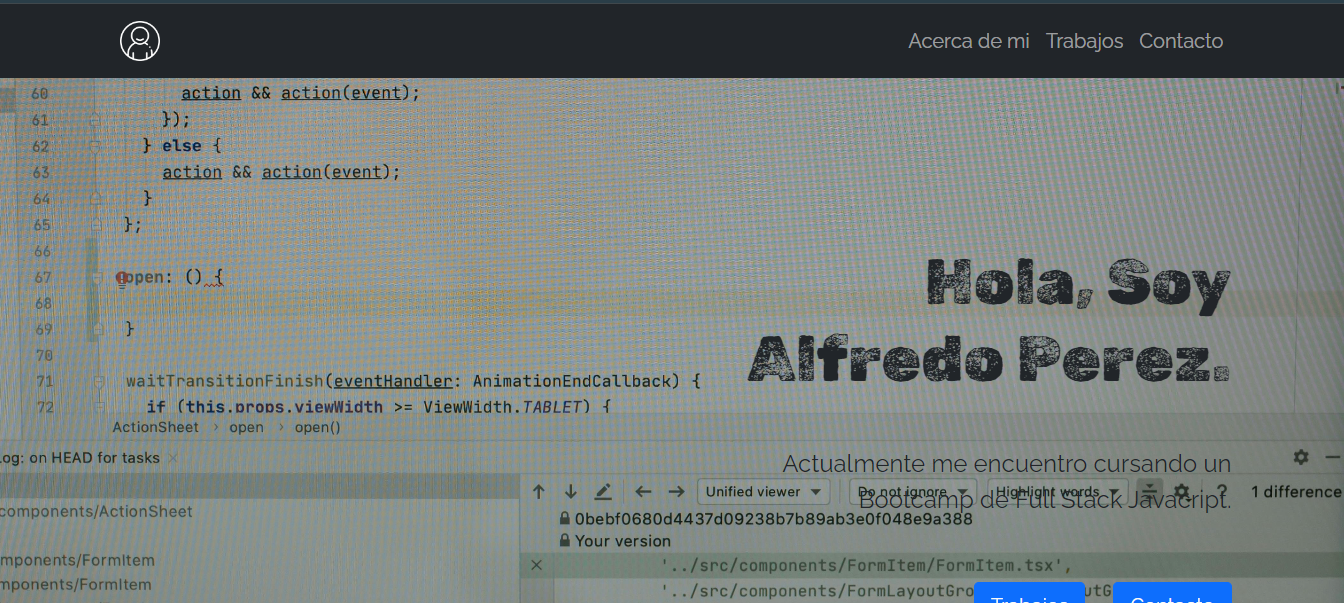 Acerca de mi Trabajos Contacto
60 action && action(event);
61 });
62 } else {
63 action && action(event);
64 }
65 };
66
67 open: () {
68
69 }
70
71 waitTransitionFinish(eventHandler: AnimationEndCallback) {
72 if (this.props.viewWidth >= ViewWidth.TABLET) {
Hola, Soy
Alfredo Perez.
ActionSheet > open > open()
Log: on HEAD for tasks ×
Actualmente me encuentro cursando un
Bootcamp de Full Stack Javacript.
Unified viewer Do not ignore Highlight words ? 1 difference
components/ActionSheet
0bebf0680d4437d09238b7b89ab3e0f048e9a388
Your version
mponents/FormItem
'../src/components/FormItem/FormItem.tsx',
mponents/FormItem
'../src/components/FormLayoutGro
Trabajos Contacto